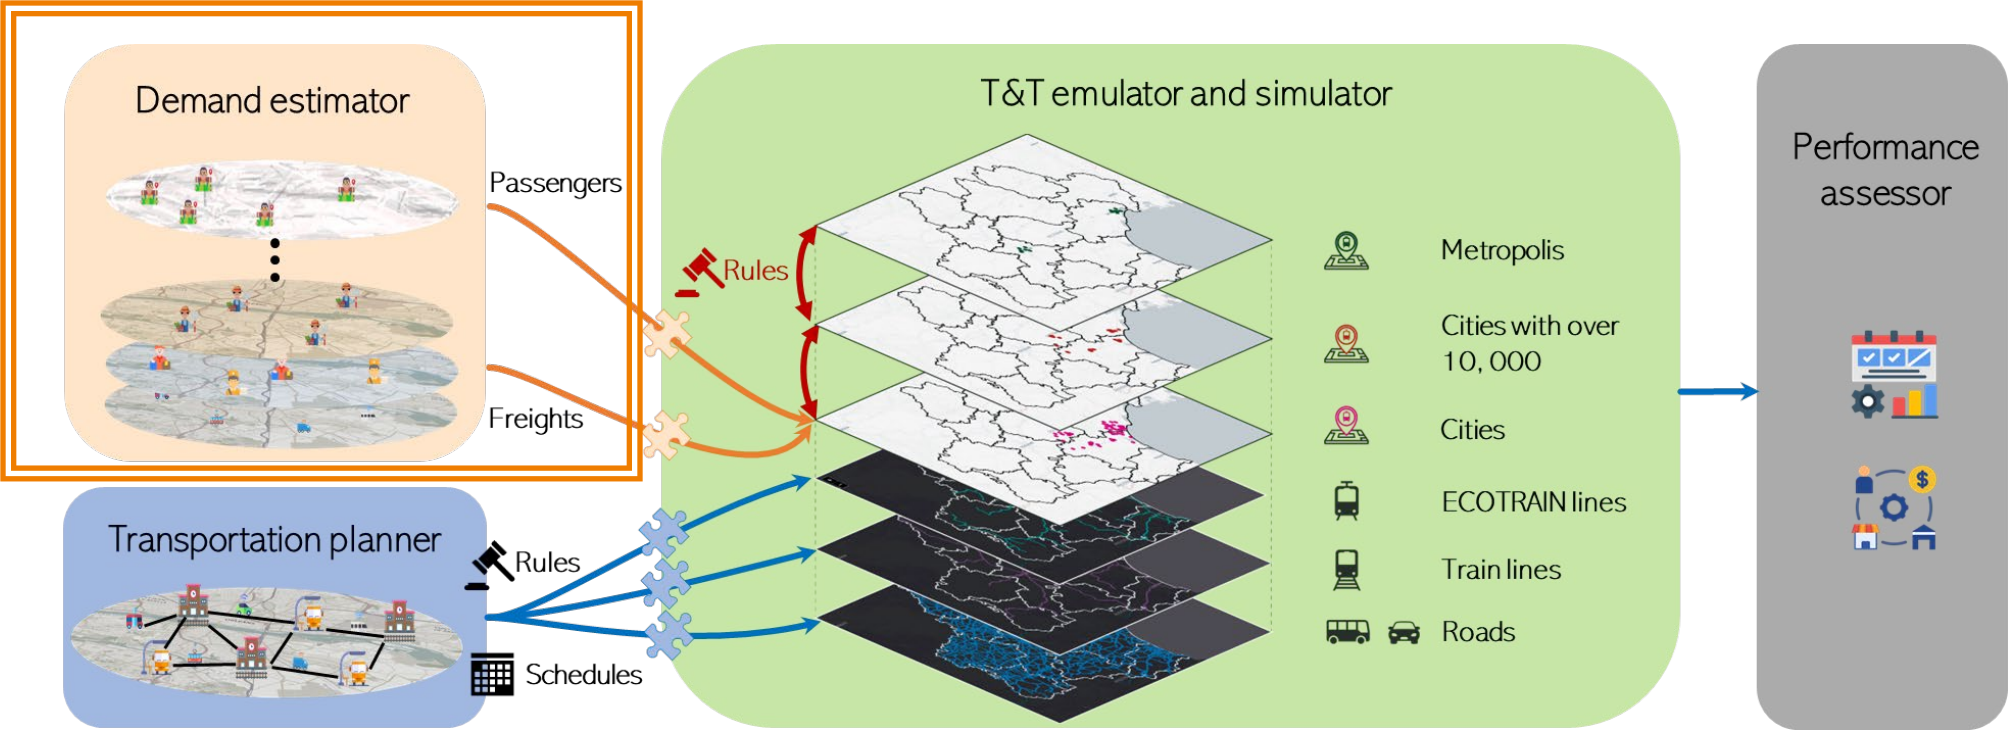 Demand estimator
Passengers
Freights
Transportation planner
Rules
Schedules
T&T emulator and simulator
Rules
Metropolis
Cities with over
10, 000
Cities
ECOTRAIN lines
Train lines
Roads
Performance
assessor